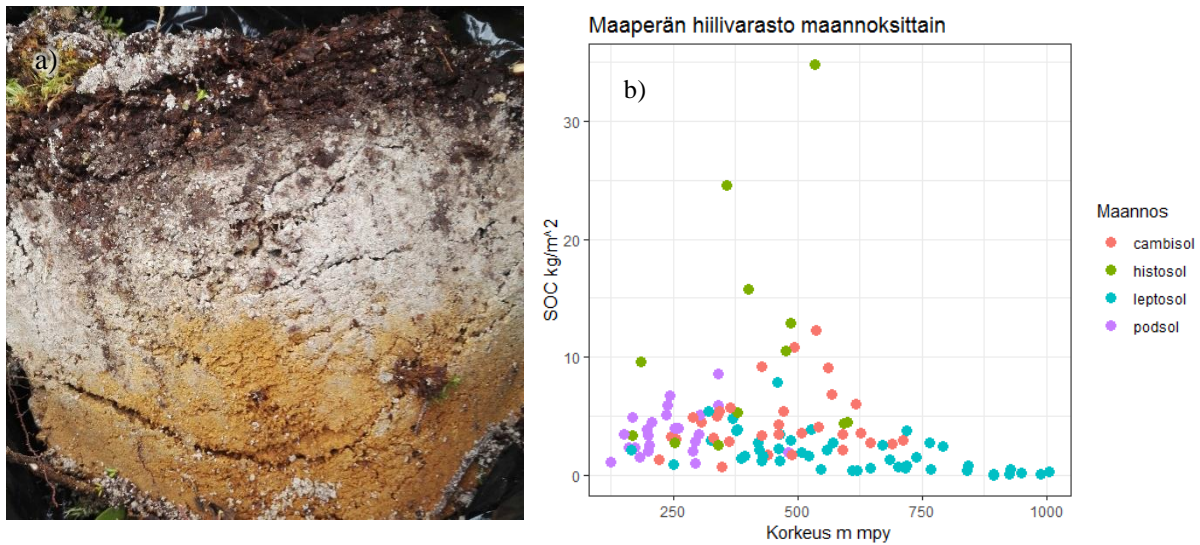 a)
Maaperän hiilivarasto maannoksittain
b)
30
20
10
0
SOC kg/m^2
250 500 750 1000
Korkeus m mpy
Maannos
cambisol
histosol
leptosol
podsol